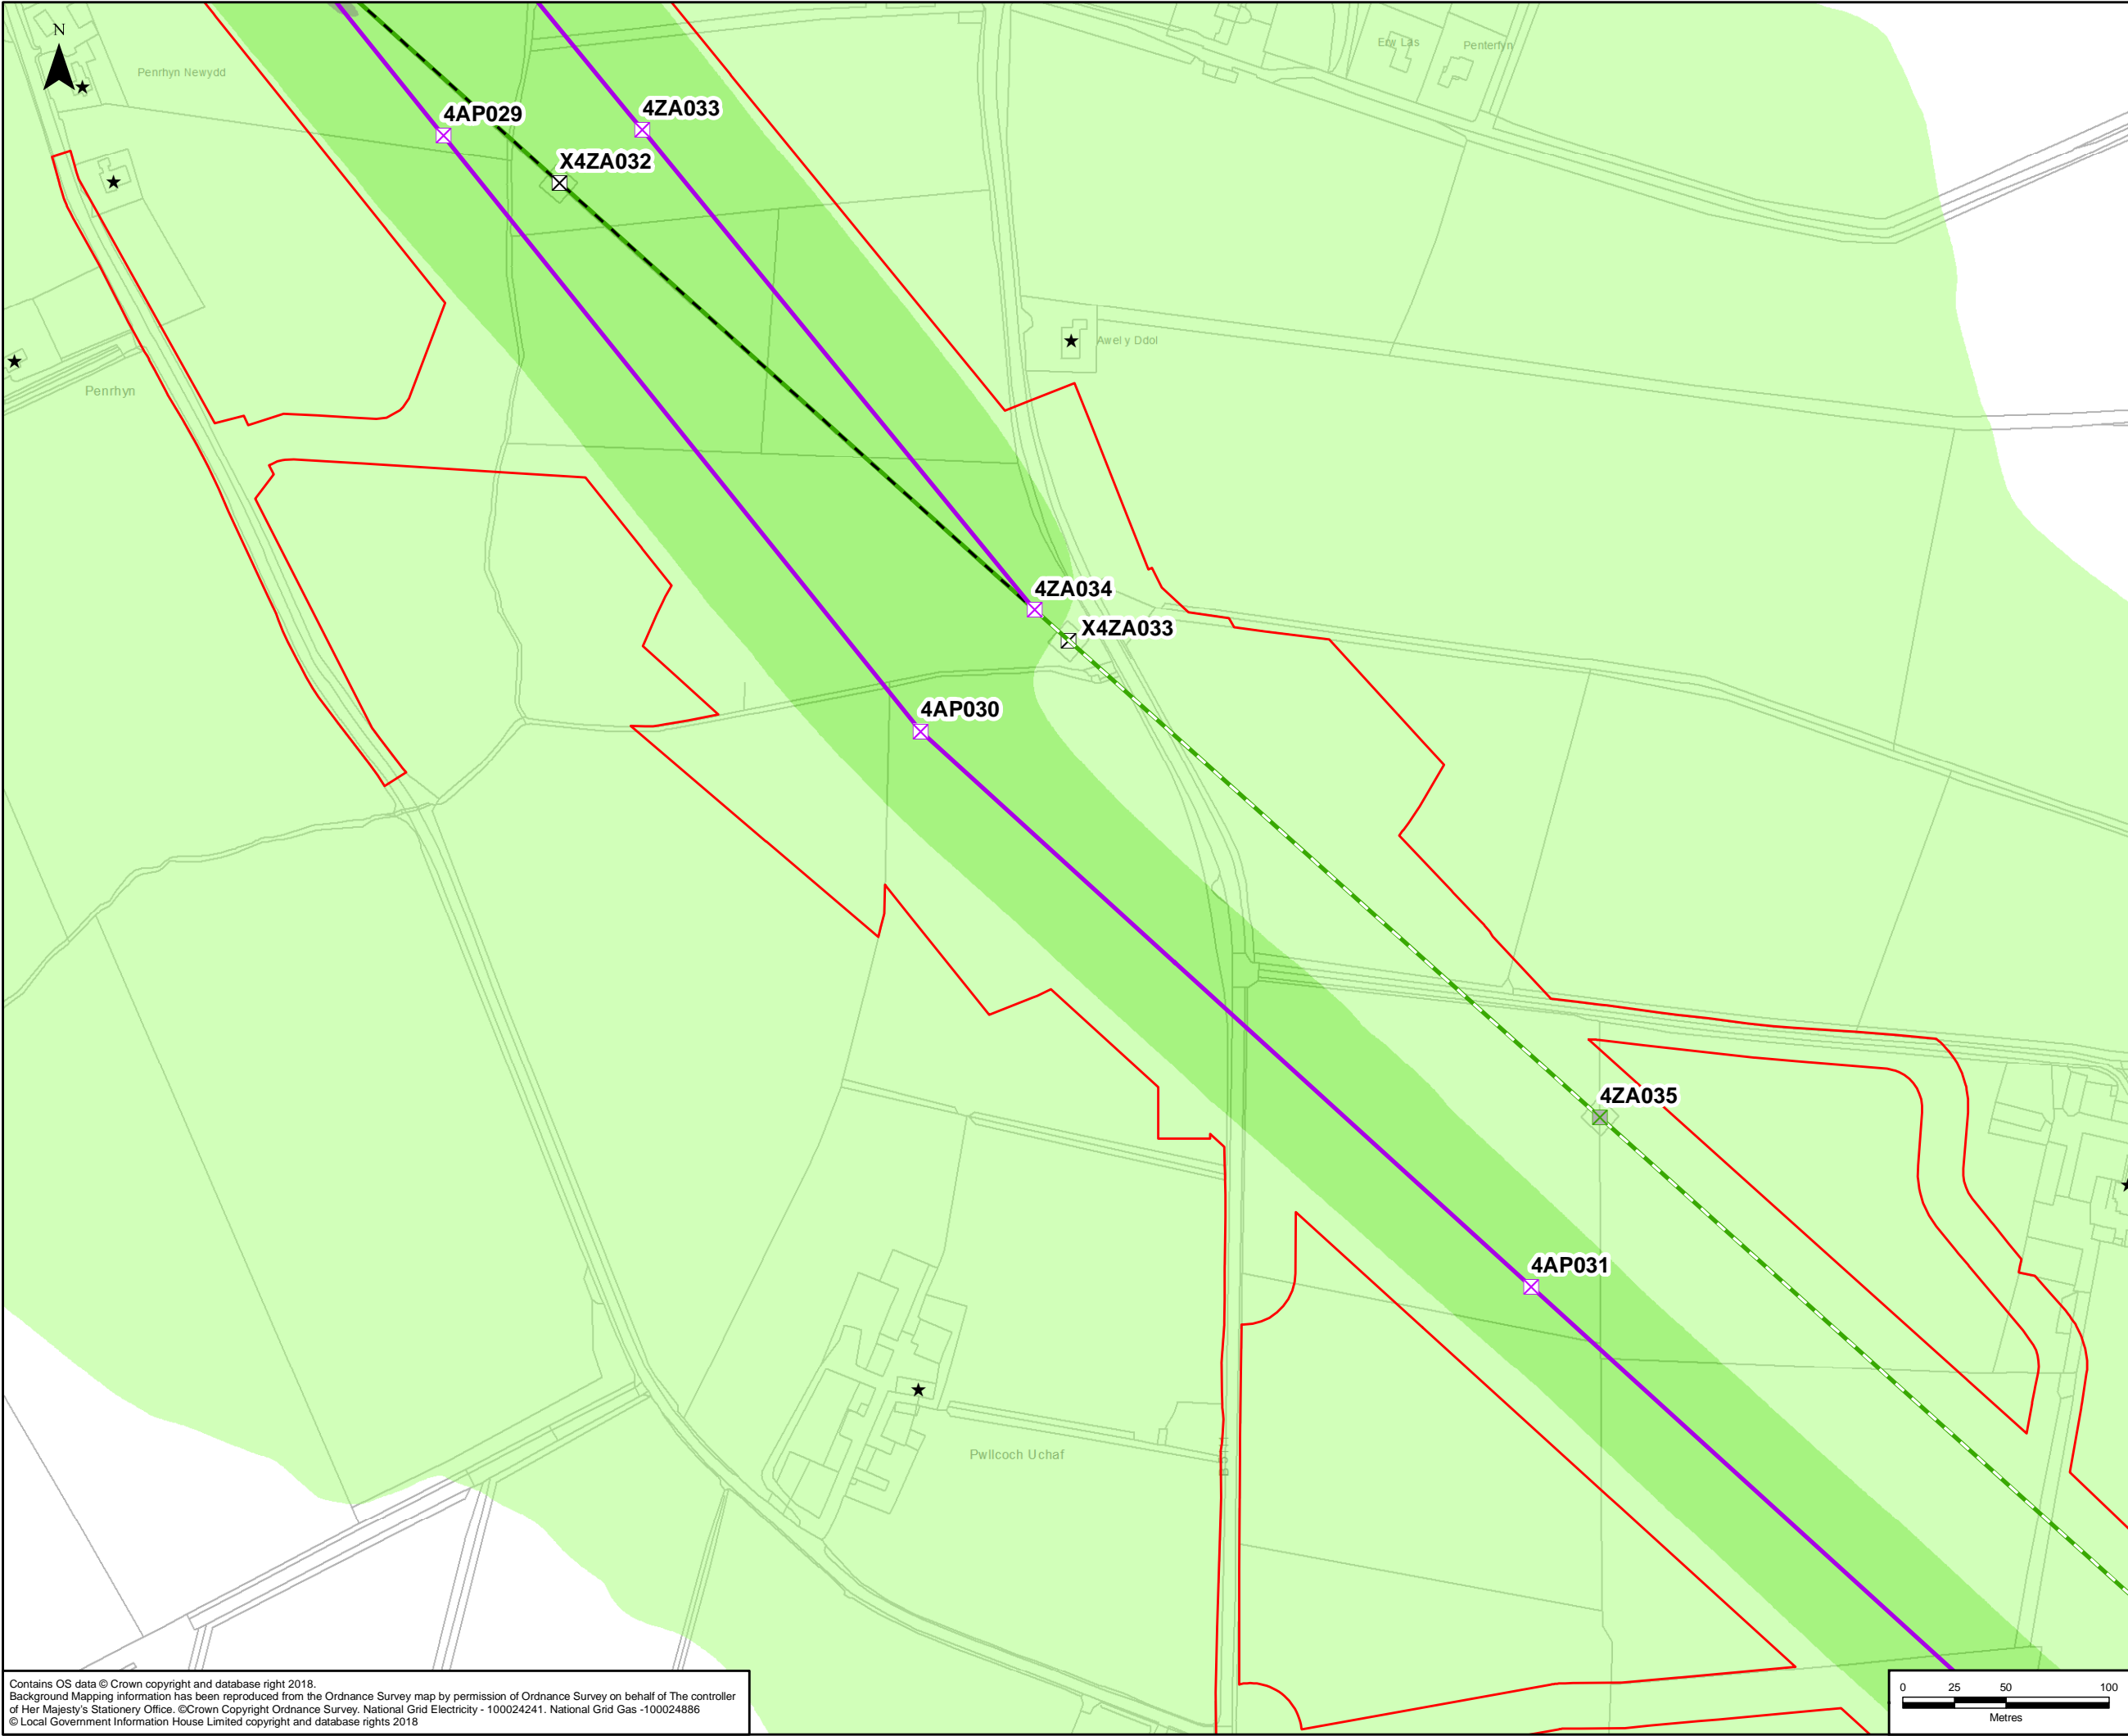 N
Penrhyn Newydd
Erw Las
Penterfyn
4AP029
4ZA033
X4ZA032
Awel y Ddol
Penrhyn
4ZA034
X4ZA033
4AP030
4ZA035
4AP031
Pwllcoch Uchaf
Contains OS data © Crown copyright and database right 2018.
Background Mapping information has been reproduced from the Ordnance Survey map by permission of Ordnance Survey on behalf of The controller
of Her Majesty's Stationery Office. ©Crown Copyright Ordnance Survey. National Grid Electricity - 100024241. National Grid Gas -100024886
© Local Government Information House Limited copyright and database rights 2018
0 25 50 100
Metres